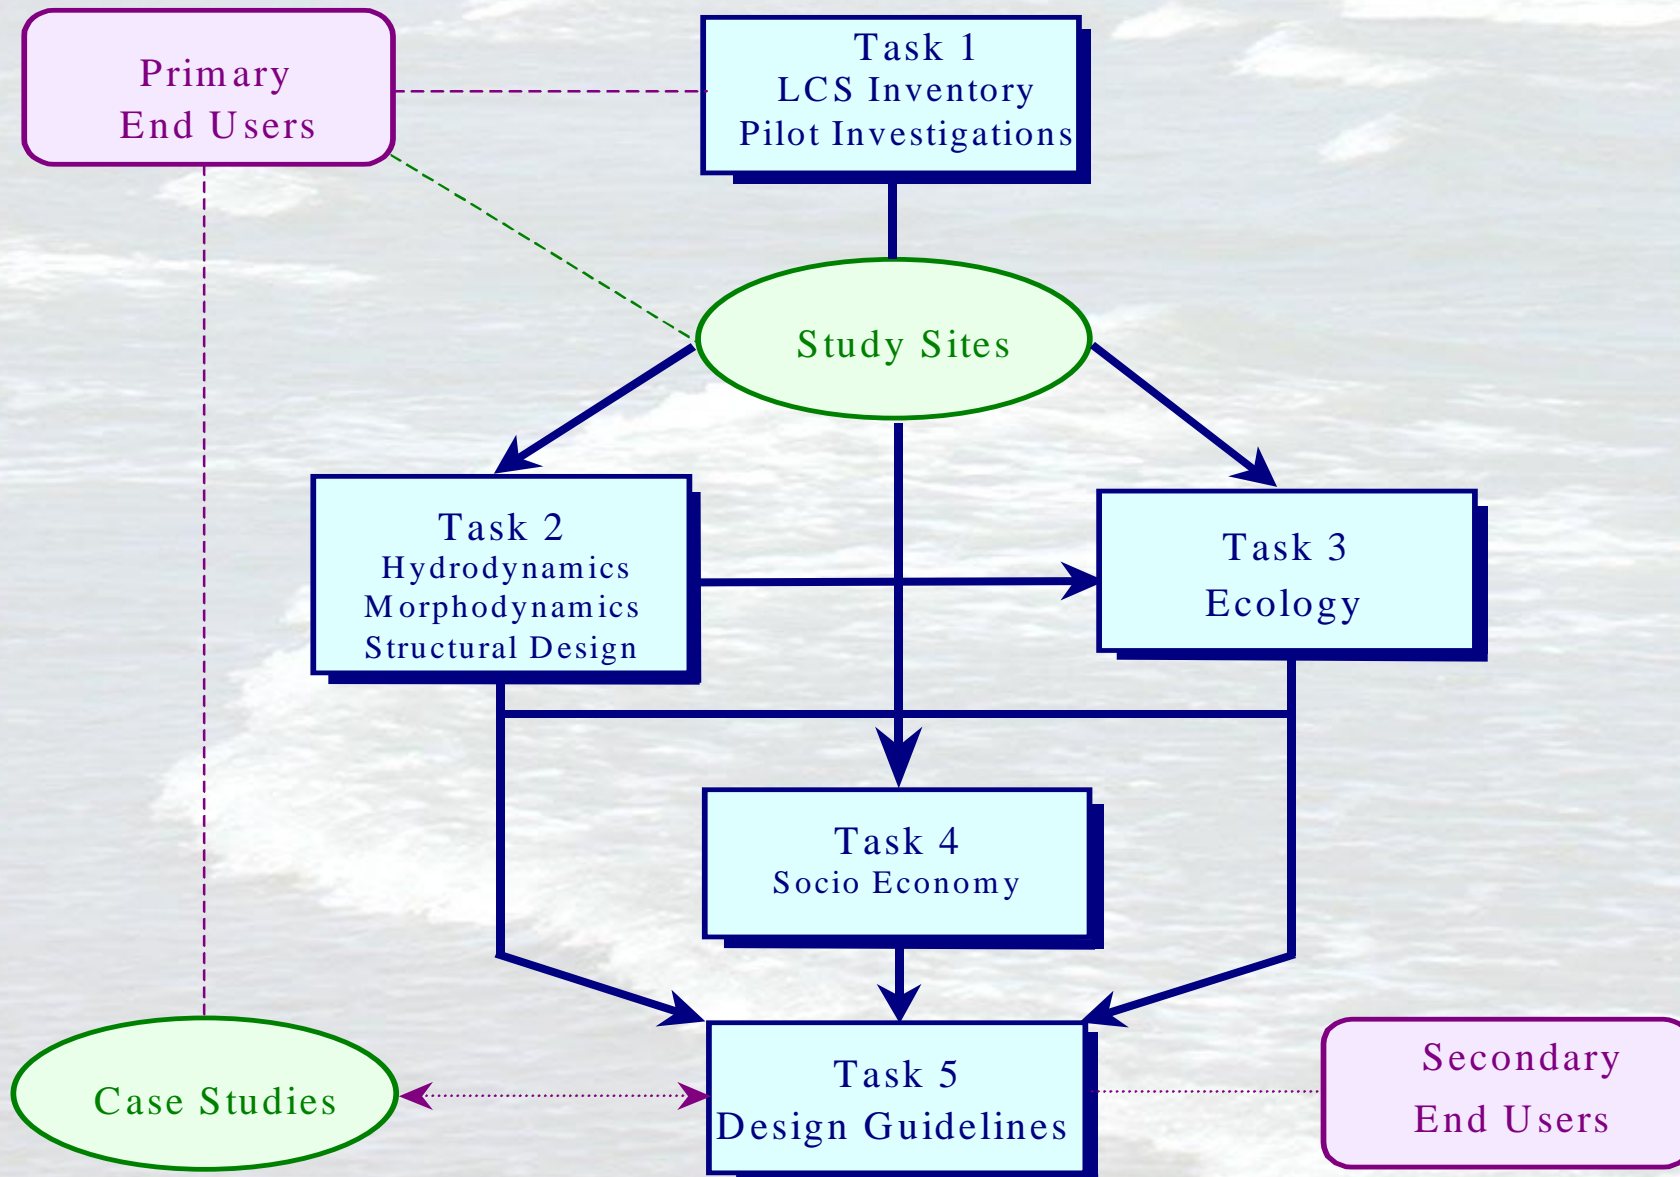 Primary
End Users
Task 1
LCS Inventory
Pilot Investigations
Study Sites
Task 2
Hydrodynamics
Morphodynamics
Structural Design
Task 3
Ecology
Task 4
Socio Economy
Case Studies
Task 5
Design Guidelines
Secondary
End Users